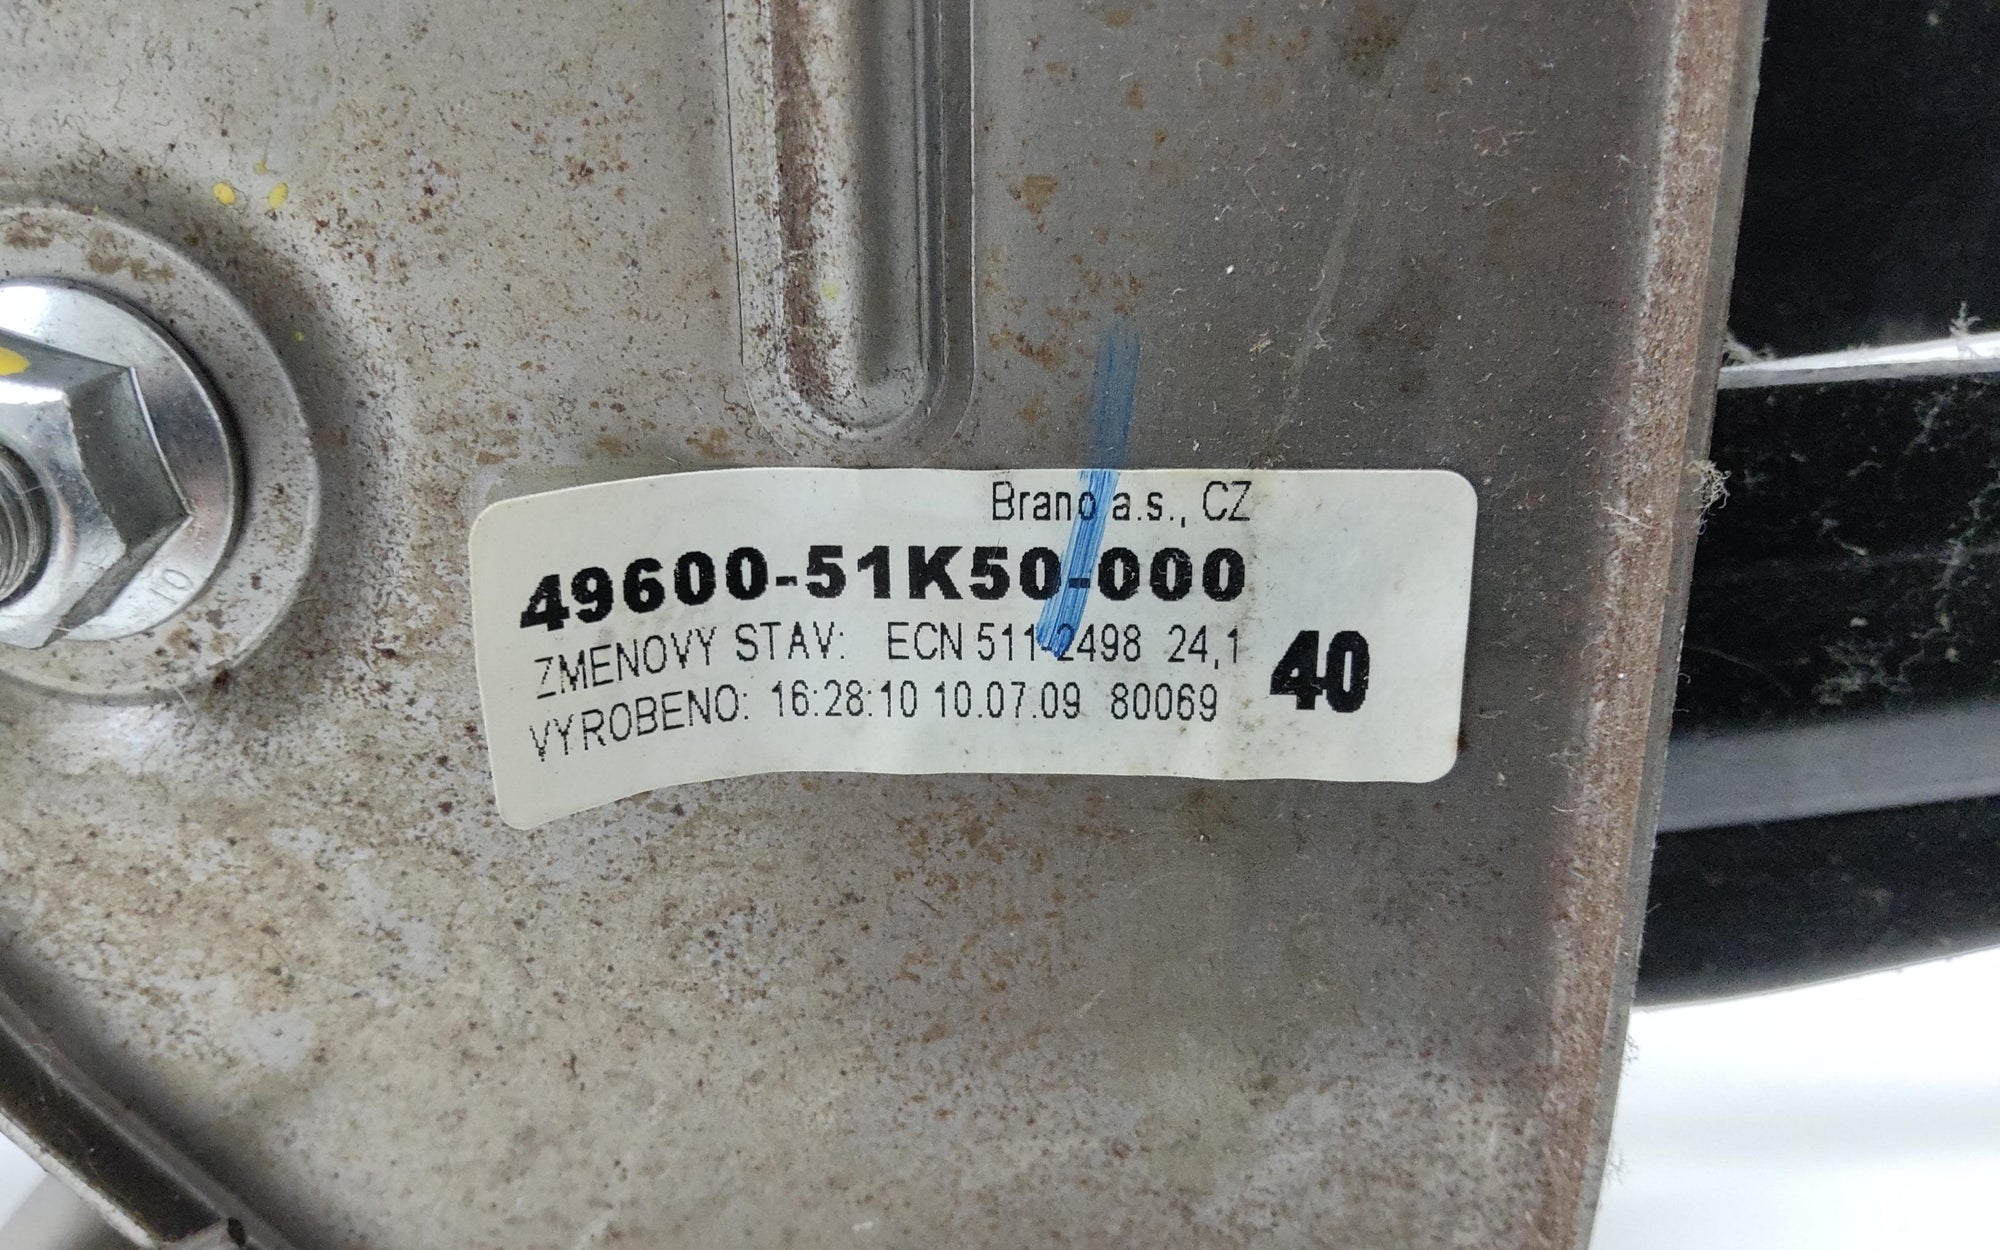 Brano a.s., CZ
49600-51K50-000
ZMENOVY STAV: ECN 511-2498 24,1
40
VYROBENO: 16:28:10 10.07.09 80069
10